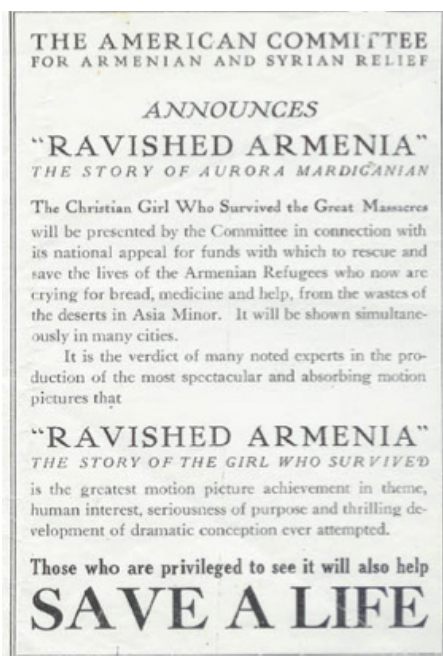 THE AMERICAN COMMITTEE
FOR ARMENIAN AND SYRIAN RELIEF
ANNOUNCES
"RAVISHED ARMENIA"
THE STORY OF AURORA MARDIGANIAN
The Christian Girl Who Survived the Great Massacres
will be presented by the Committee in connection with
its national appeal for funds with which to rescue and
save the lives of the Armenian Refugees who now are
crying for bread, medicine and help, from the wastes of
the deserts in Asia Minor. It will be shown simultane-
ously in many cities.
It is the verdict of many noted experts in the pro-
duction of the most spectacular and absorbing motion
pictures that
"RAVISHED ARMENIA"
THE STORY OF THE GIRL WHO SURVIVED
is the greatest motion picture achievement in theme,
human interest, seriousness of purpose and thrilling de-
velopment of dramatic conception ever attempted.
Those who are privileged to see it will also help
SAVE A LIFE